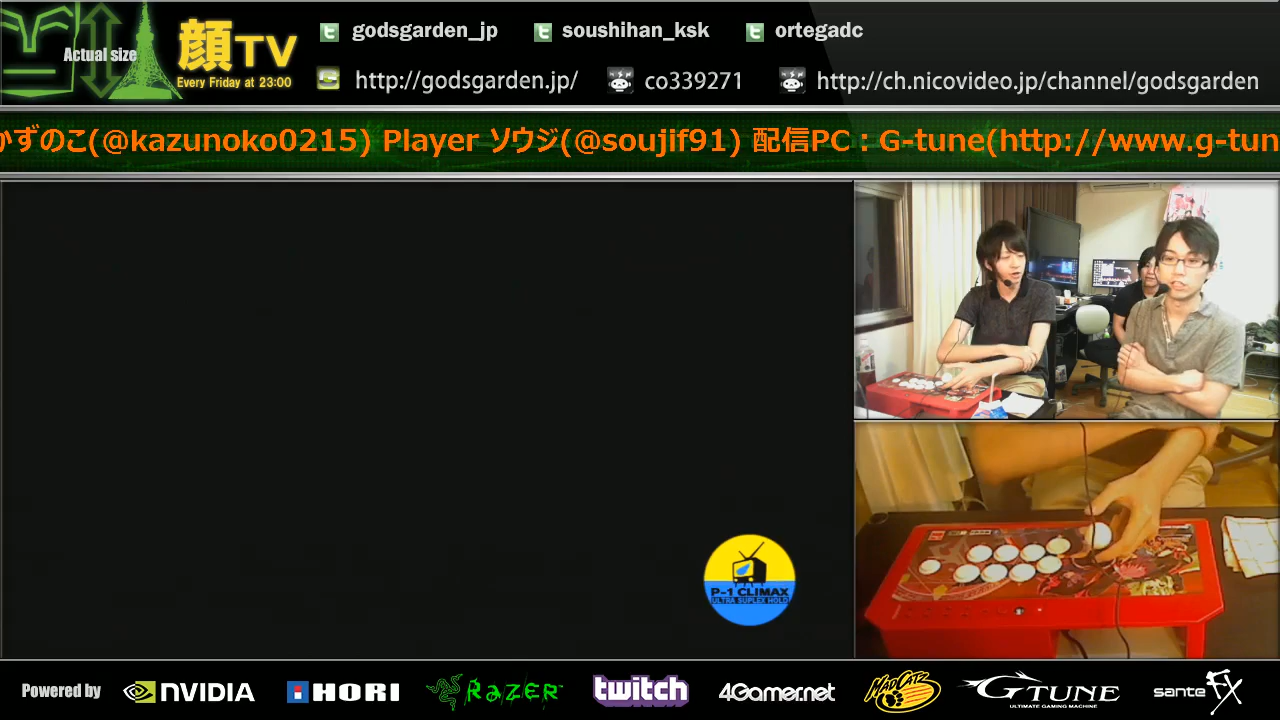 Actual size
顔TV
Every Friday at 23:00
godsgarden_jp
soushihan_ksk
ortegadc
http://godsgarden.jp/
co339271
http://ch.nicovideo.jp/channel/godsgarden
かずのこ(@kazunoko0215) Player ソウジ(@soujif91) 配信PC : G-tune(http://www.g-tun
P-1 CLIMAX
ULTRA SUPLEX HOLD
Powered by
NVIDIA
HORI
RAZER
twitch
4Gamer.net
MADCATZ
G TUNE
ULTIMATE GAMING MACHINE
sante FX